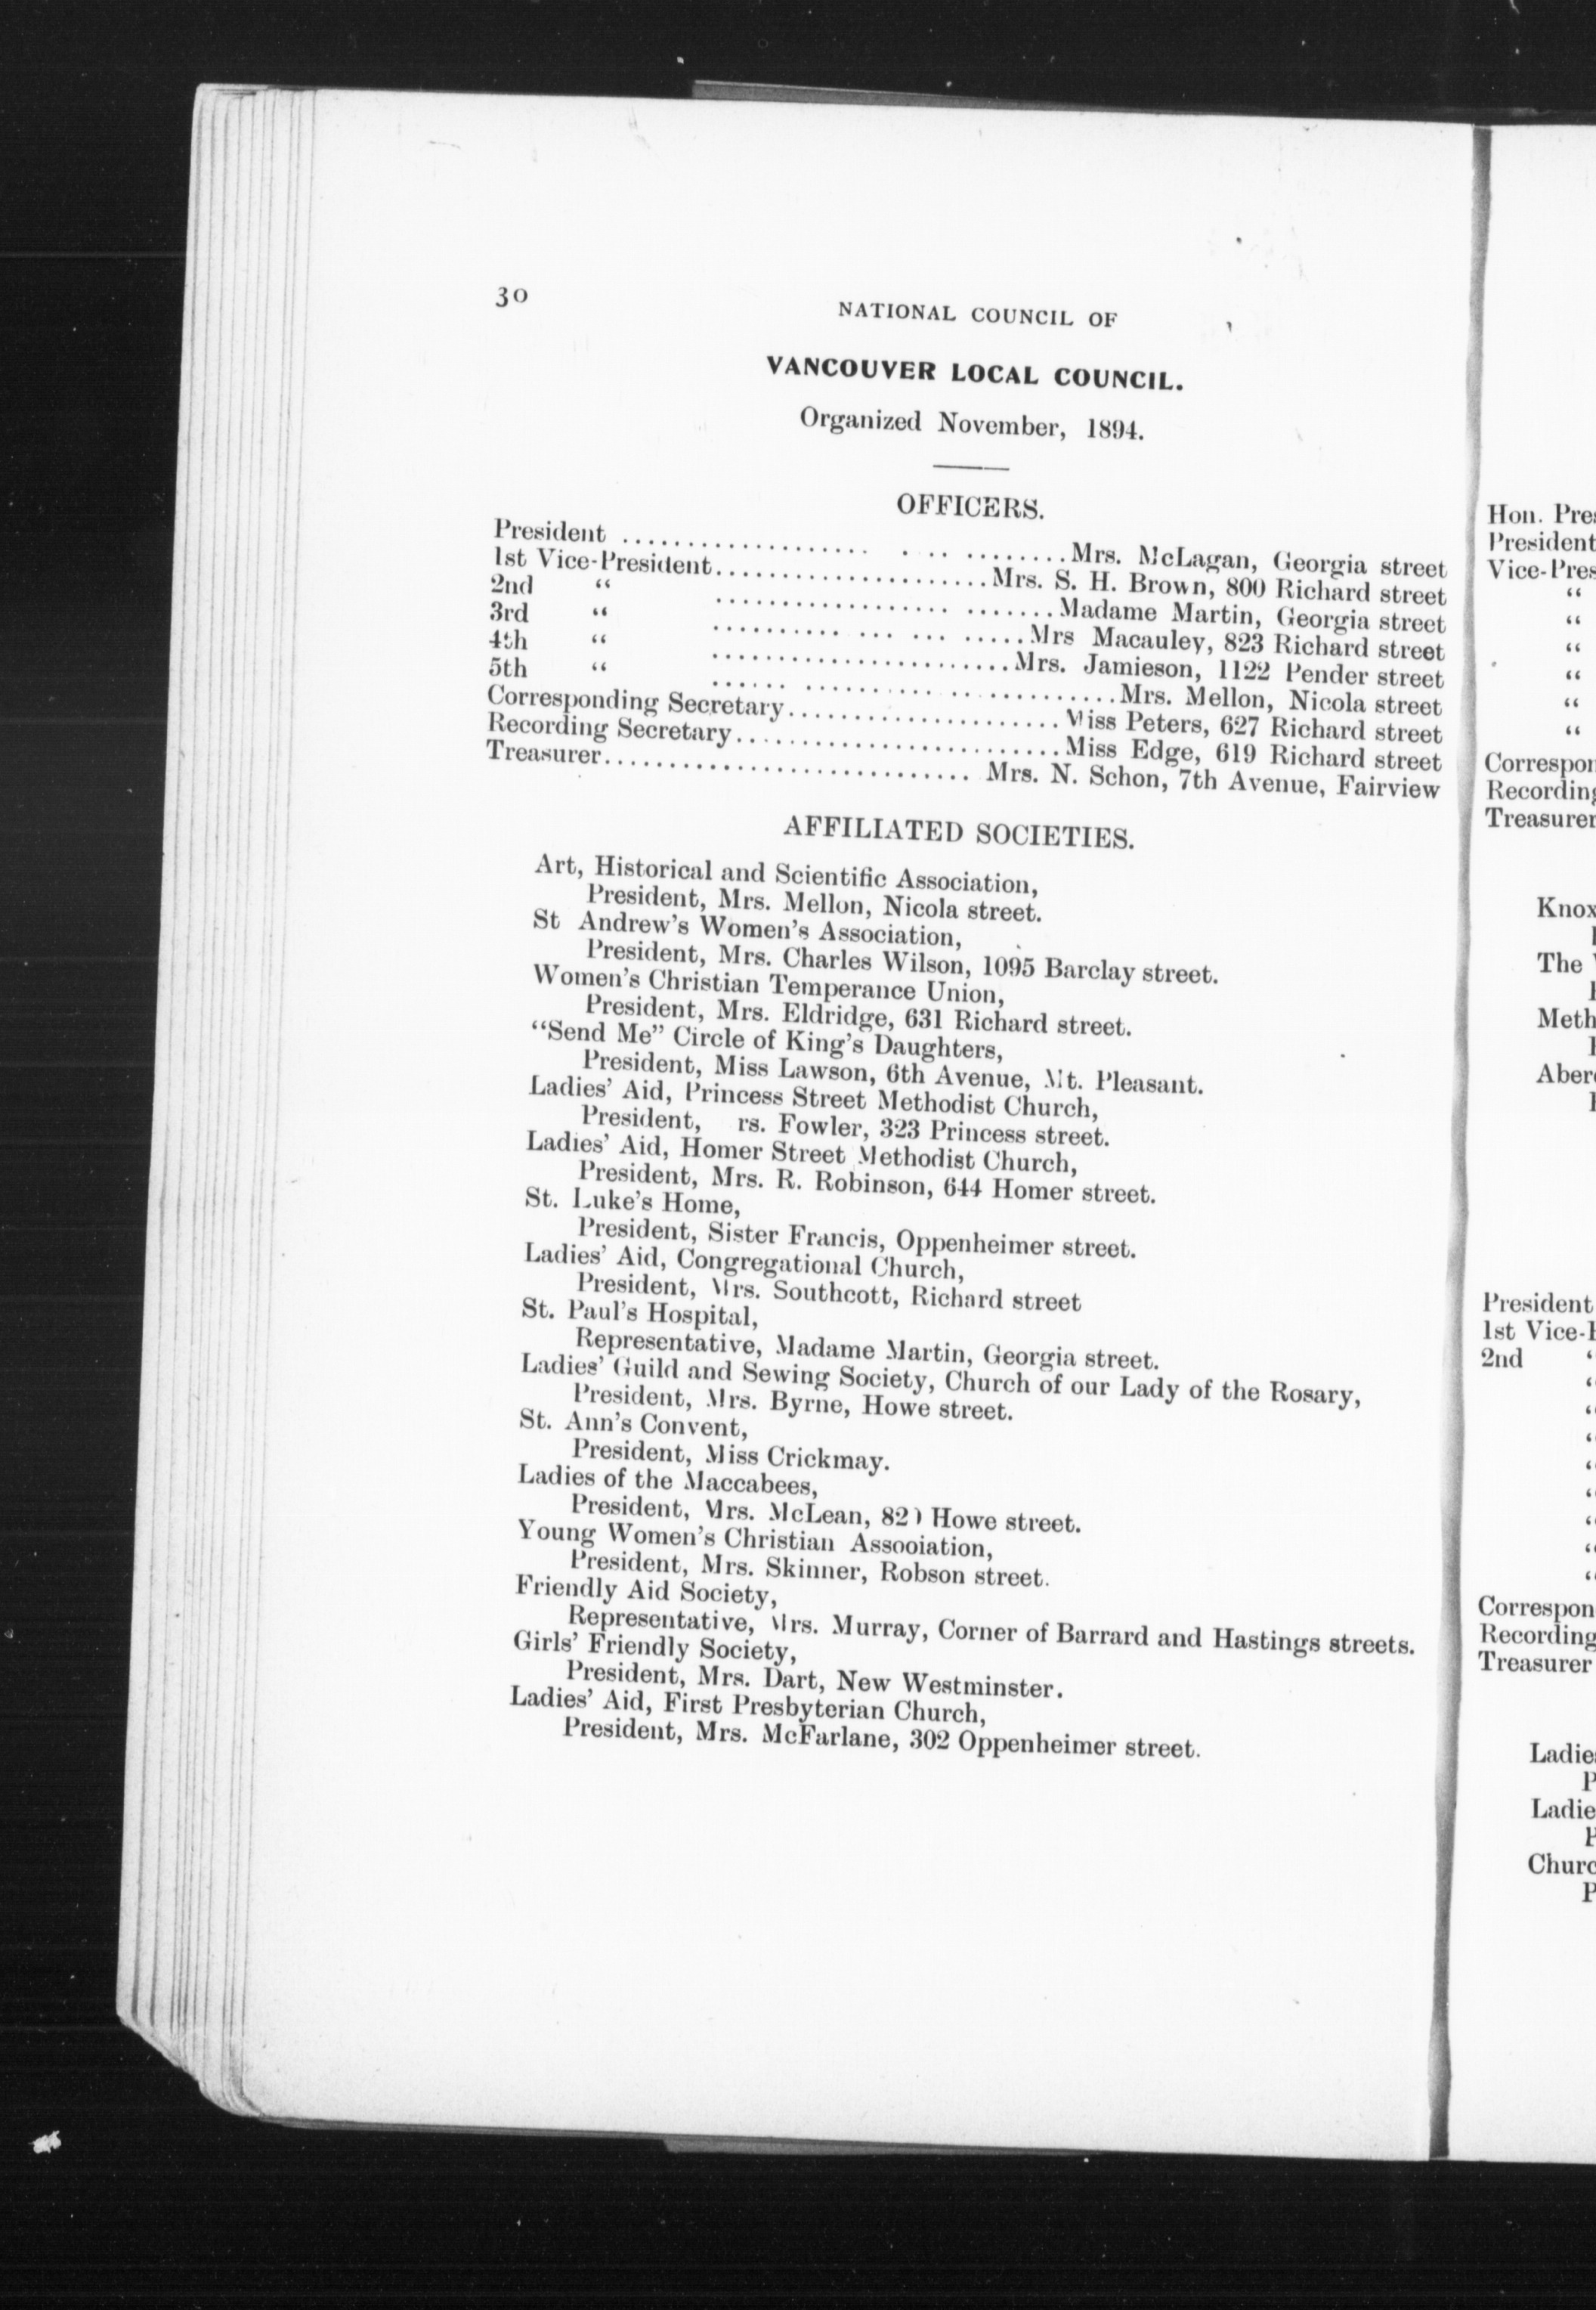 30
NATIONAL COUNCIL OF
VANCOUVER LOCAL COUNCIL.
Organized November, 1894.
OFFICERS.
President ................... . .. ........Mrs. McLagan, Georgia street
1st Vice-President.....................Mrs. S. H. Brown, 800 Richard street
2nd “ .................. .......Madame Martin, Georgia street
3rd “ .......... ... ... .....Mrs Macauley, 823 Richard street
4th “ .......................Mrs. Jamieson, 1122 Pender street
5th “ ...... ......................Mrs. Mellon, Nicola street
Corresponding Secretary.....................Miss Peters, 627 Richard street
Recording Secretary.........................Miss Edge, 619 Richard street
Treasurer............................. Mrs. N. Schon, 7th Avenue, Fairview
AFFILIATED SOCIETIES.
Art, Historical and Scientific Association,
President, Mrs. Mellon, Nicola street.
St Andrew's Women's Association,
President, Mrs. Charles Wilson, 1095 Barclay street.
Women's Christian Temperance Union,
President, Mrs. Eldridge, 631 Richard street.
“Send Me” Circle of King's Daughters,
President, Miss Lawson, 6th Avenue, Mt. Pleasant.
Ladies' Aid, Princess Street Methodist Church,
President, rs. Fowler, 323 Princess street.
Ladies' Aid, Homer Street Methodist Church,
President, Mrs. R. Robinson, 644 Homer street.
St. Luke's Home,
President, Sister Francis, Oppenheimer street.
Ladies' Aid, Congregational Church,
President, Mrs. Southcott, Richard street
St. Paul's Hospital,
Representative, Madame Martin, Georgia street.
Ladies' Guild and Sewing Society, Church of our Lady of the Rosary,
President, Mrs. Byrne, Howe street.
St. Ann's Convent,
President, Miss Crickmay.
Ladies of the Maccabees,
President, Mrs. McLean, Howe street.
Young Women's Christian Assooiation,
President, Mrs. Skinner, Robson street.
Friendly Aid Society,
Representative, Mrs. Murray, Corner of Barrard and Hastings streets.
Girls' Friendly Society,
President, Mrs. Dart, New Westminster.
Ladies' Aid, First Presbyterian Church,
President, Mrs. McFarlane, 302 Oppenheimer street.
Hon. Pre
President
Vice-Pres
“
“
“
“
“
“
Correspon
Recording
Treasurer
Knox
The
Meth
Aber
President
1st Vice-
2nd
Correspon
Recording
Treasurer
Ladie
P
Ladie
P
Churc
P